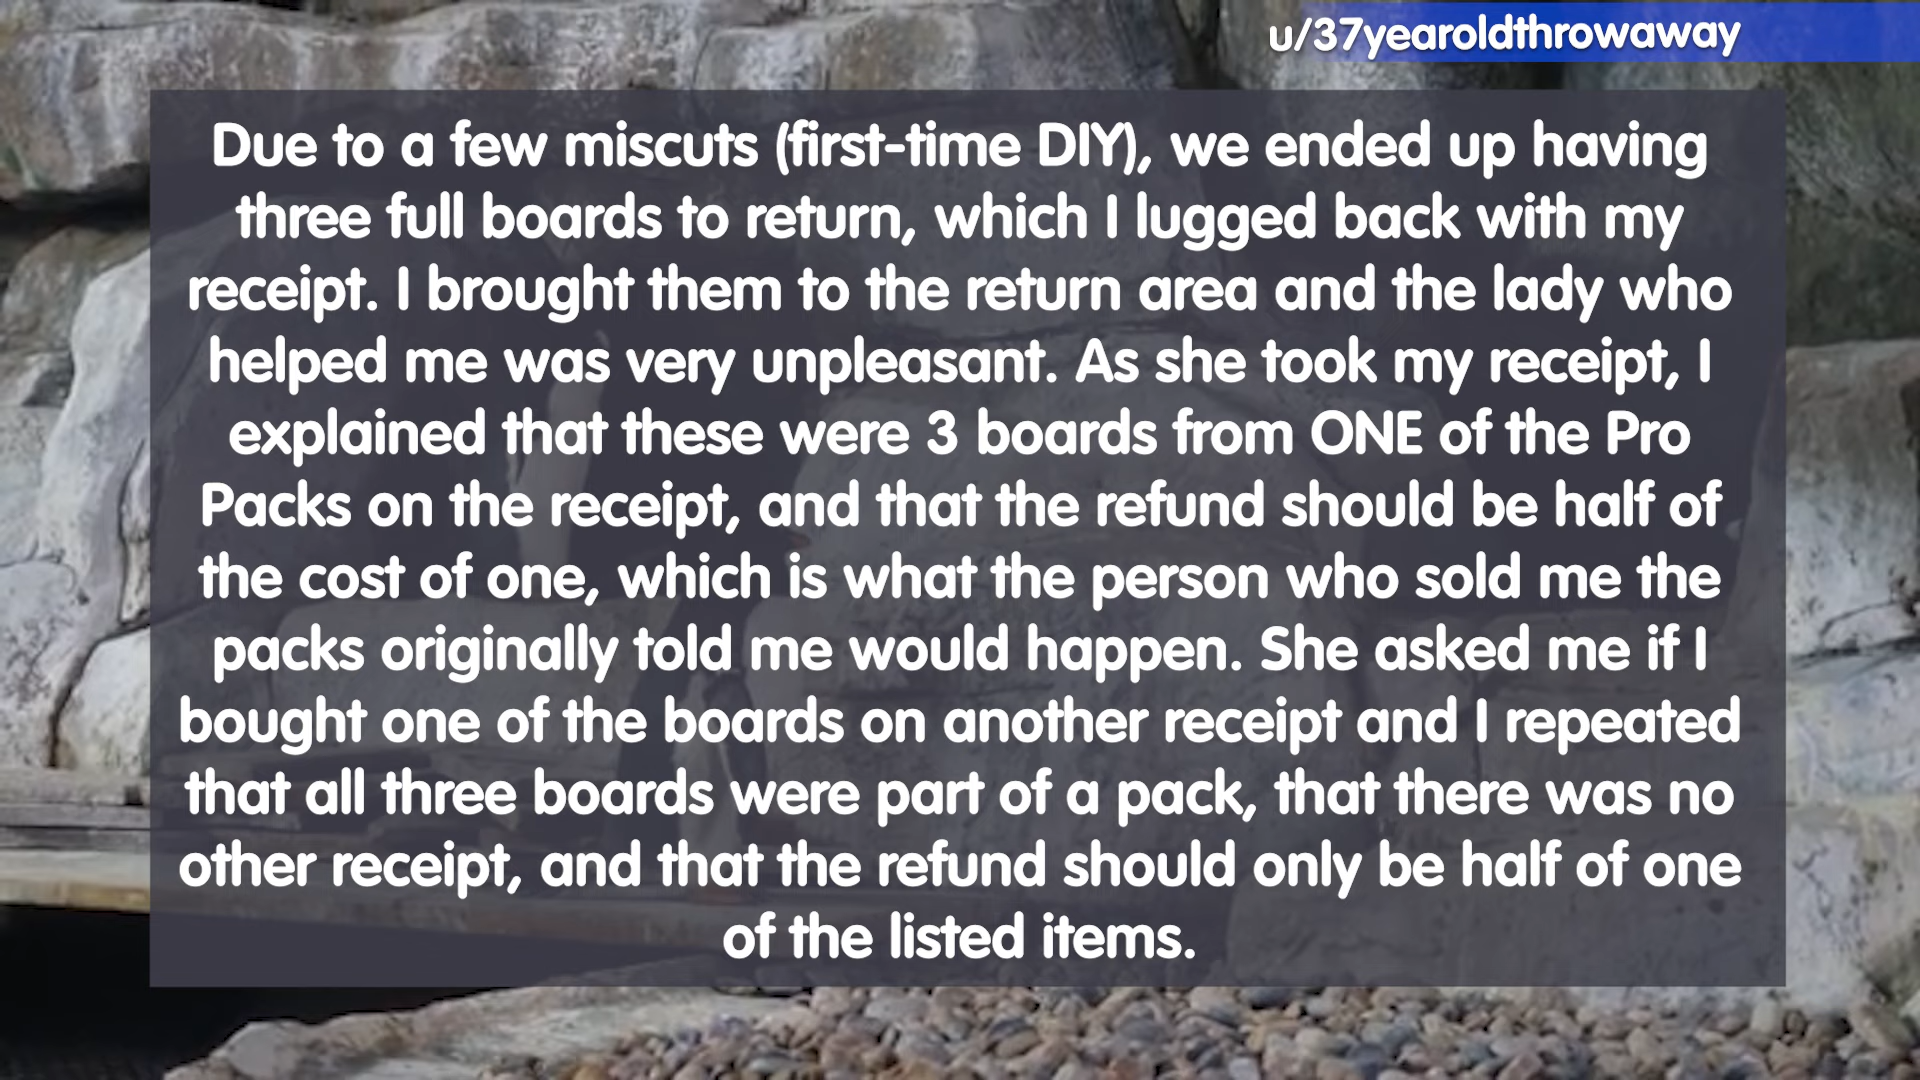 u/37yearoldthrowaway
Due to a few miscuts (first-time DIY), we ended up having
three full boards to return, which I lugged back with my
receipt. I brought them to the return area and the lady who
helped me was very unpleasant. As she took my receipt, I
explained that these were 3 boards from ONE of the Pro
Packs on the receipt, and that the refund should be half of
the cost of one, which is what the person who sold me the
packs originally told me would happen. She asked me if I
bought one of the boards on another receipt and I repeated
that all three boards were part of a pack, that there was no
other receipt, and that the refund should only be half of one
of the listed items.